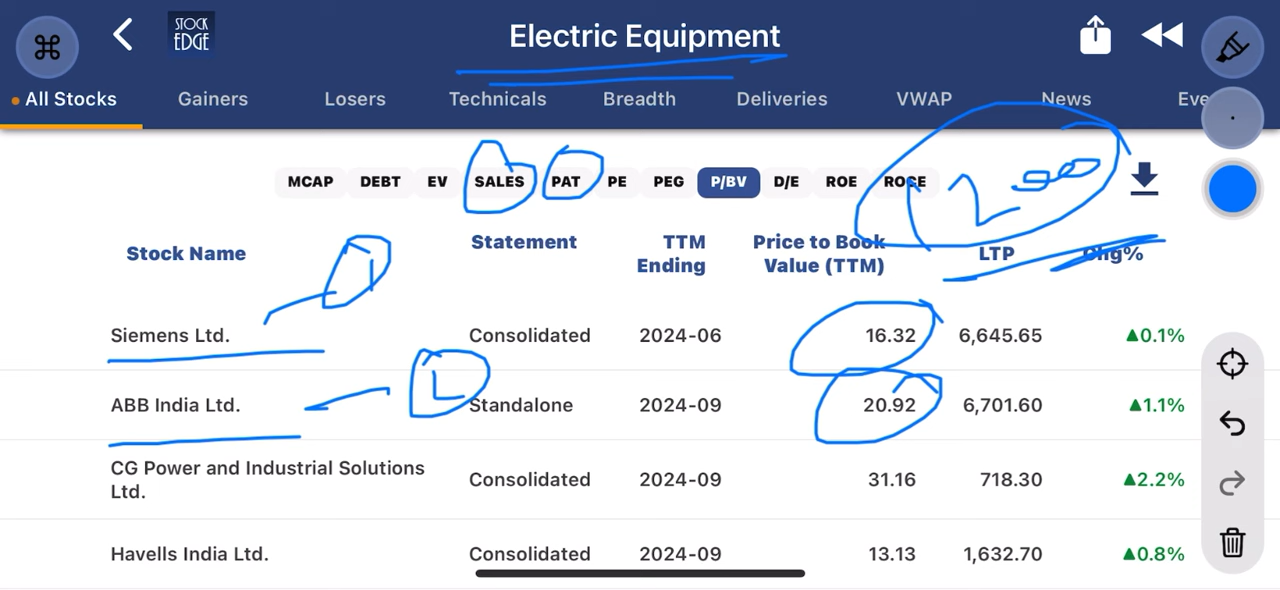 STOCK
EDGE
Electric Equipment
All Stocks Gainers Losers Technicals Breadth Deliveries VWAP News Eve
MCAP DEBT EV SALES PAT PE PEG P/BV D/E ROE ROCE
Stock Name Statement TTM Ending Price to Book Value (TTM) LTP Chg%
1
Siemens Ltd. Consolidated 2024-06 16.32 6,645.65 ▲0.1%
ABB India Ltd. Standalone 2024-09 20.92 6,701.60 ▲1.1%
CG Power and Industrial Solutions
Ltd. Consolidated 2024-09 31.16 718.30 ▲2.2%
Havells India Ltd. Consolidated 2024-09 13.13 1,632.70 ▲0.8%